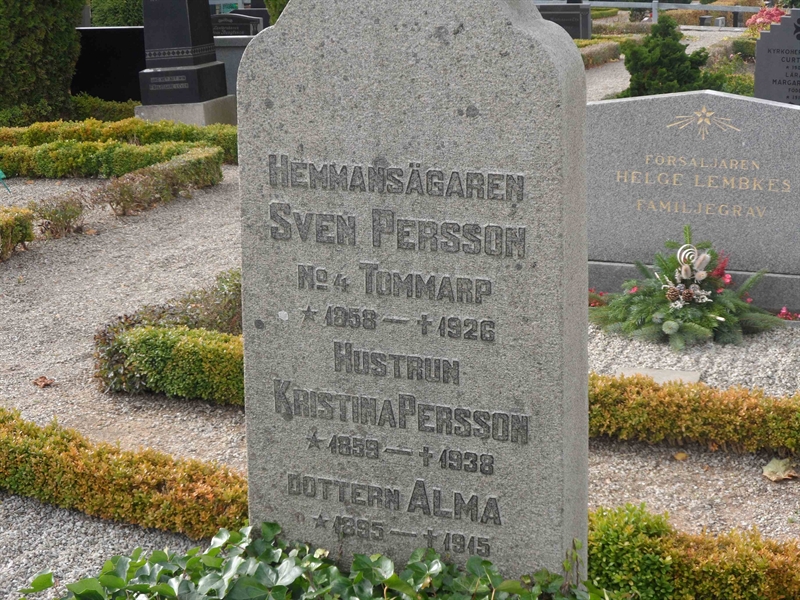 HEMMANSÄGAREN
SVEN PERSSON
No 4 TOMMARP
* 1858 — † 1926
HUSTRUN
KRISTINA PERSSON
* 1859 — † 1938
DOTTERN ALMA
* 1895 — † 1915
FÖRSÄLJAREN
HELGE LEMBKES
FAMILJEGRAV